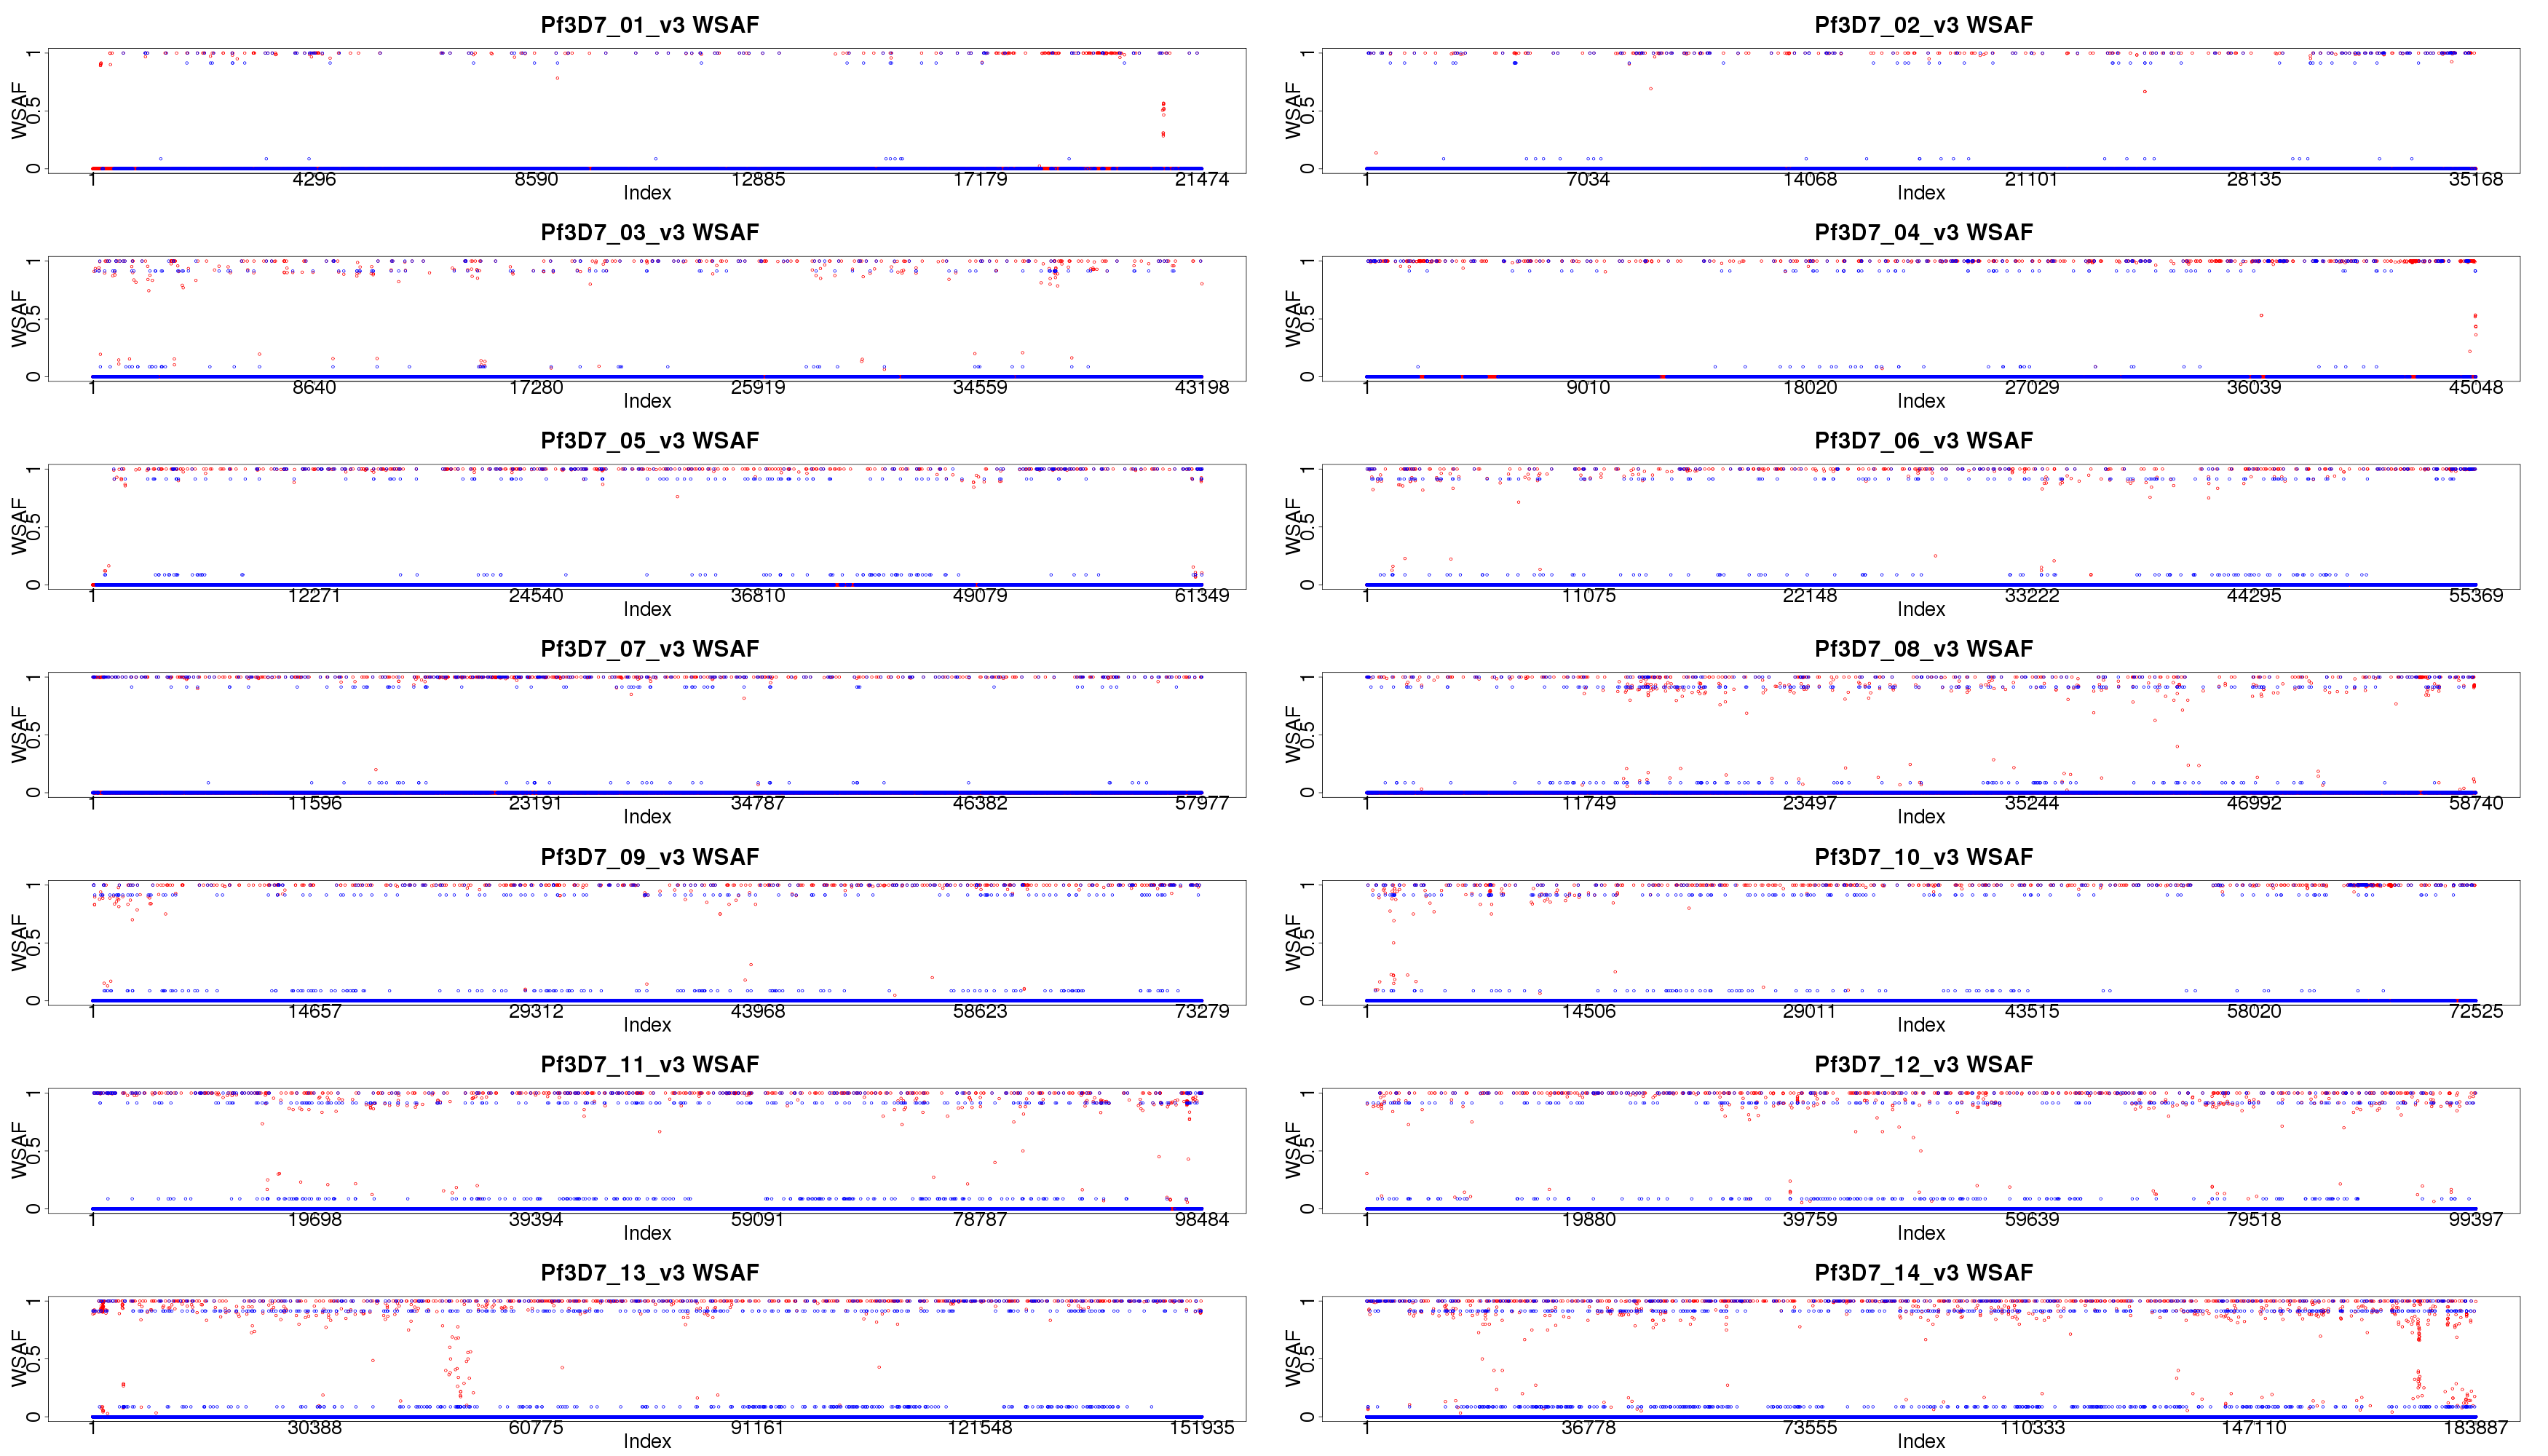 Pf3D7_01_v3 WSAF
WSAF
1
0.5
0
1 4296 8590 12885 17179 21474
Index
Pf3D7_02_v3 WSAF
WSAF
1
0.5
0
1 7034 14068 21101 28135 35168
Index
Pf3D7_03_v3 WSAF
WSAF
1
0.5
0
1 8640 17280 25919 34559 43198
Index
Pf3D7_04_v3 WSAF
WSAF
1
0.5
0
1 9010 18020 27029 36039 45048
Index
Pf3D7_05_v3 WSAF
WSAF
1
0.5
0
1 12271 24540 36810 49079 61349
Index
Pf3D7_06_v3 WSAF
WSAF
1
0.5
0
1 11075 22148 33222 44295 55369
Index
Pf3D7_07_v3 WSAF
WSAF
1
0.5
0
1 11596 23191 34787 46382 57977
Index
Pf3D7_08_v3 WSAF
WSAF
1
0.5
0
1 11749 23497 35244 46992 58740
Index
Pf3D7_09_v3 WSAF
WSAF
1
0.5
0
1 14657 29312 43968 58623 73279
Index
Pf3D7_10_v3 WSAF
WSAF
1
0.5
0
1 14506 29011 43515 58020 72525
Index
Pf3D7_11_v3 WSAF
WSAF
1
0.5
0
1 19698 39394 59091 78787 98484
Index
Pf3D7_12_v3 WSAF
WSAF
1
0.5
0
1 19880 39759 59639 79518 99397
Index
Pf3D7_13_v3 WSAF
WSAF
1
0.5
0
1 30388 60775 91161 121548 151935
Index
Pf3D7_14_v3 WSAF
WSAF
1
0.5
0
1 36778 73555 110333 147110 183887
Index